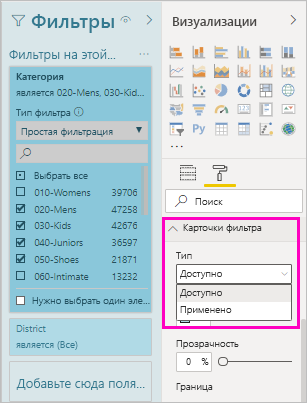 Фильтры
Фильтры на этой...
Категория
является 020-Mens, 030-Kid...
Тип фильтра
Простая фильтрация
Выбрать все
010-Womens 39706
020-Mens 47258
030-Kids 42676
040-Juniors 36597
050-Shoes 21871
060-Intimate 13232
Нужно выбрать один эле...
District
является (Все)
Добавьте сюда поля...
Визуализации
Py
Поиск
Карточки фильтра
Тип
Доступно
Доступно
Применено
Прозрачность
0 %
Граница